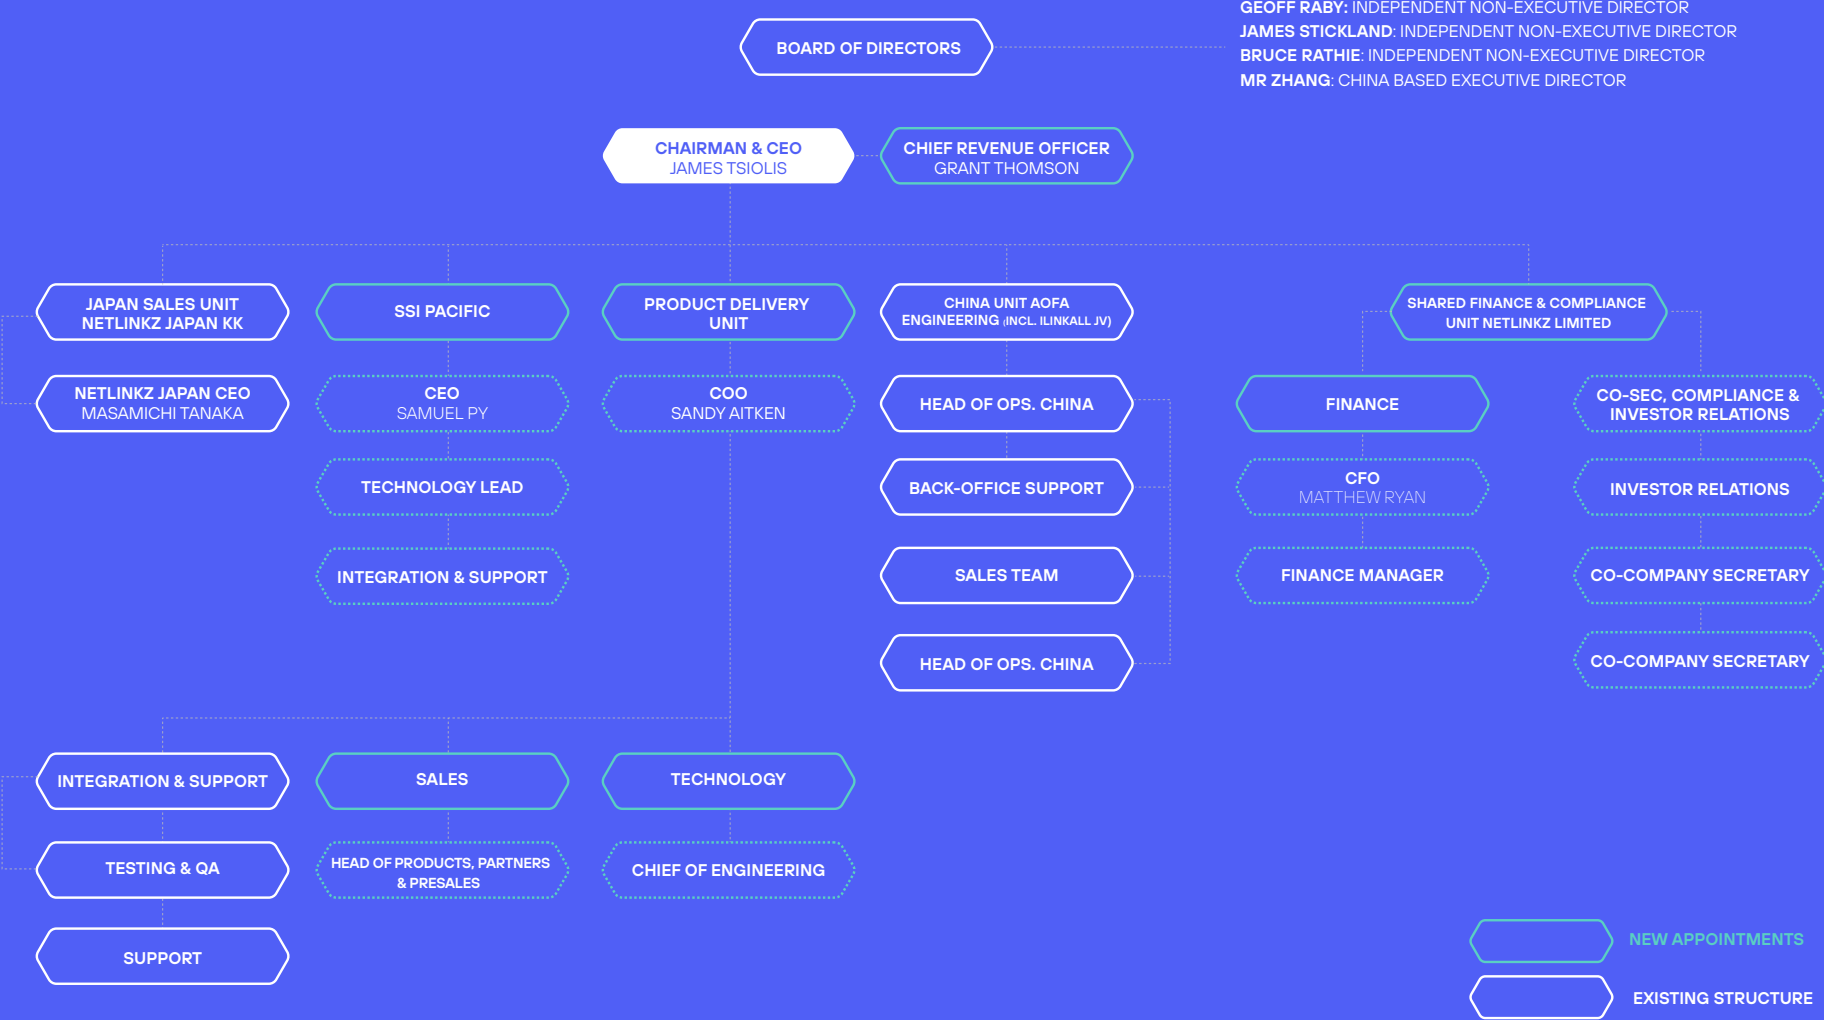 GEOFF RABY: INDEPENDENT NON-EXECUTIVE DIRECTOR
JAMES STICKLAND: INDEPENDENT NON-EXECUTIVE DIRECTOR
BRUCE RATHIE: INDEPENDENT NON-EXECUTIVE DIRECTOR
MR ZHANG: CHINA BASED EXECUTIVE DIRECTOR
BOARD OF DIRECTORS
CHAIRMAN & CEO
JAMES TSIOLIS
CHIEF REVENUE OFFICER
GRANT THOMSON
JAPAN SALES UNIT
NETLINKZ JAPAN KK
SSI PACIFIC
PRODUCT DELIVERY
UNIT
CHINA UNIT AOFA
ENGINEERING (INCL. ILINKALL JV)
SHARED FINANCE & COMPLIANCE
UNIT NETLINKZ LIMITED
NETLINKZ JAPAN CEO
MASAMICHI TANAKA
CEO
SAMUEL PY
COO
SANDY AITKEN
HEAD OF OPS. CHINA
FINANCE
CO-SEC, COMPLIANCE &
INVESTOR RELATIONS
TECHNOLOGY LEAD
BACK-OFFICE SUPPORT
CFO
MATTHEW RYAN
INVESTOR RELATIONS
INTEGRATION & SUPPORT
SALES TEAM
FINANCE MANAGER
CO-COMPANY SECRETARY
HEAD OF OPS. CHINA
CO-COMPANY SECRETARY
INTEGRATION & SUPPORT
SALES
TECHNOLOGY
TESTING & QA
HEAD OF PRODUCTS, PARTNERS
& PRESALES
CHIEF OF ENGINEERING
SUPPORT
NEW APPOINTMENTS
EXISTING STRUCTURE